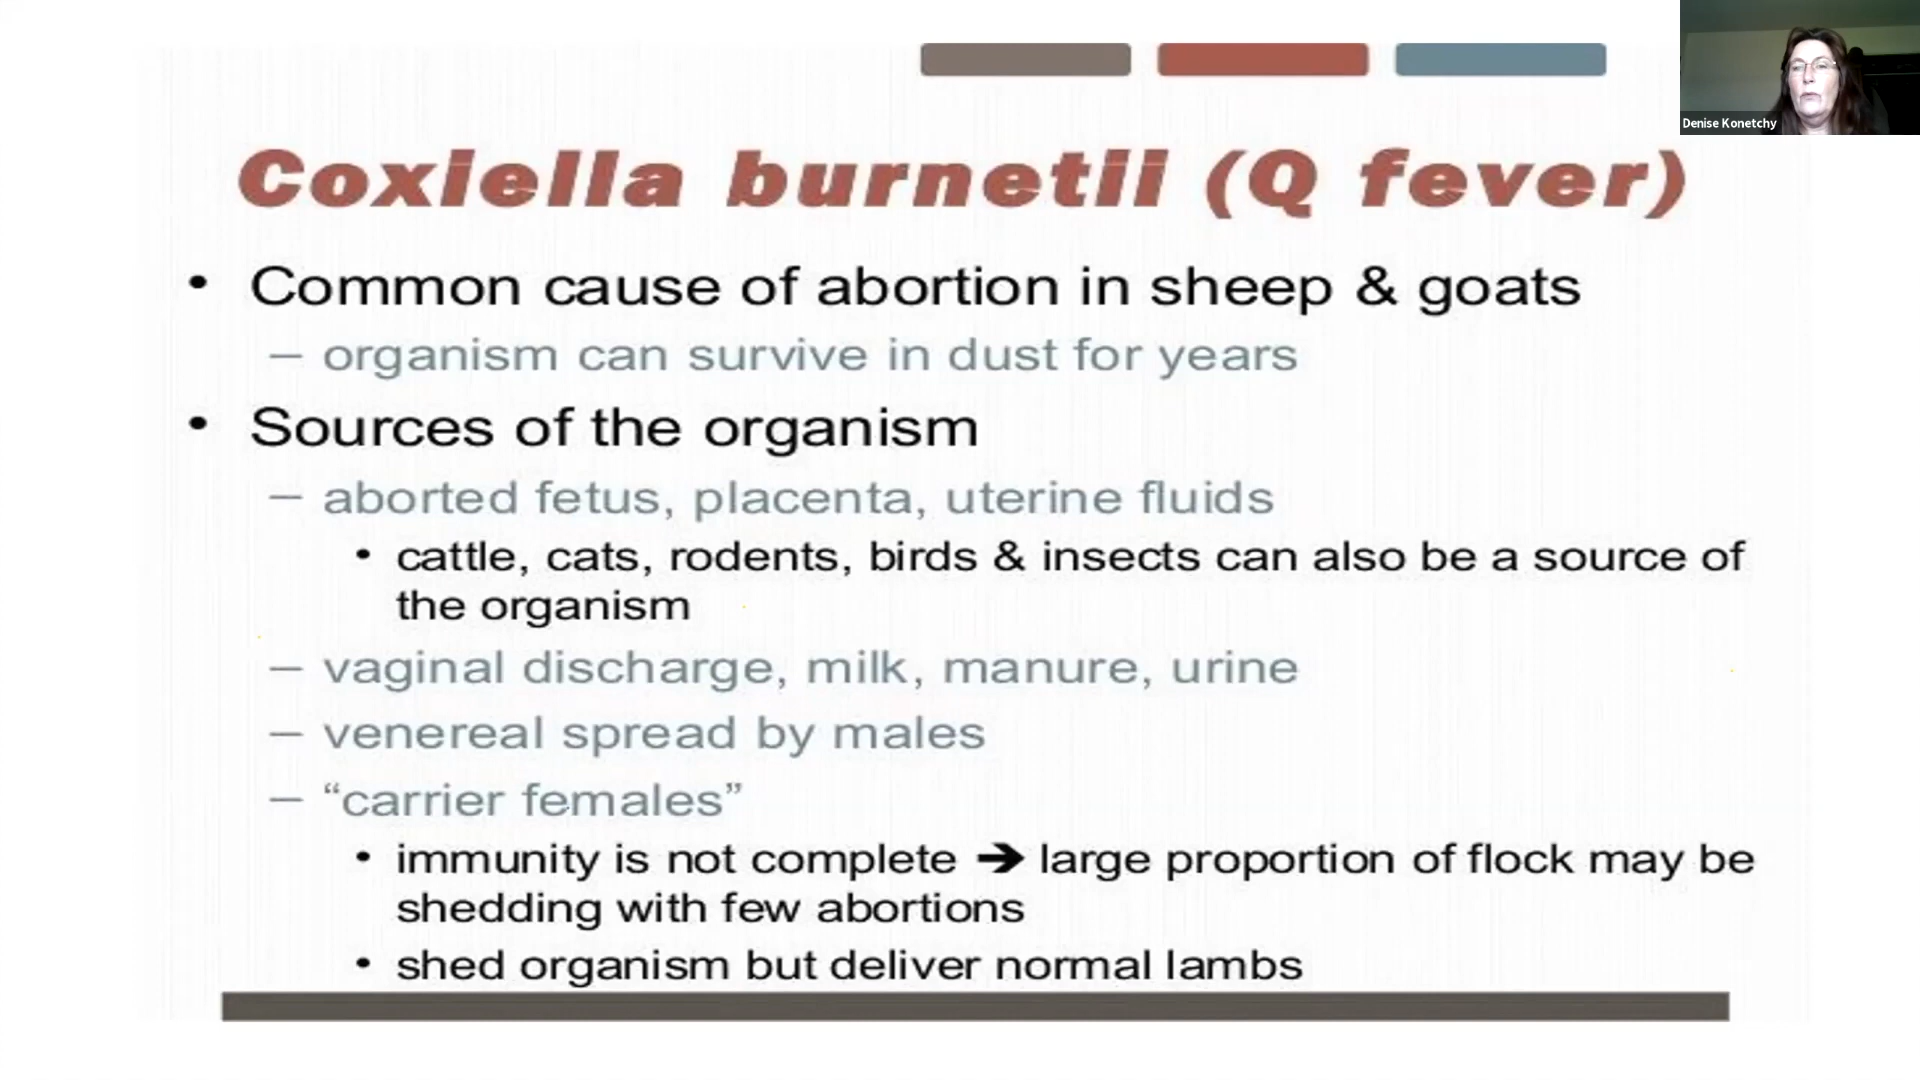 Denise Konetchy
Coxiella burnetii (Q fever)
• Common cause of abortion in sheep & goats
– organism can survive in dust for years
• Sources of the organism
– aborted fetus, placenta, uterine fluids
• cattle, cats, rodents, birds & insects can also be a source of
the organism
– vaginal discharge, milk, manure, urine
– venereal spread by males
– “carrier females”
• immunity is not complete ➔ large proportion of flock may be
shedding with few abortions
• shed organism but deliver normal lambs